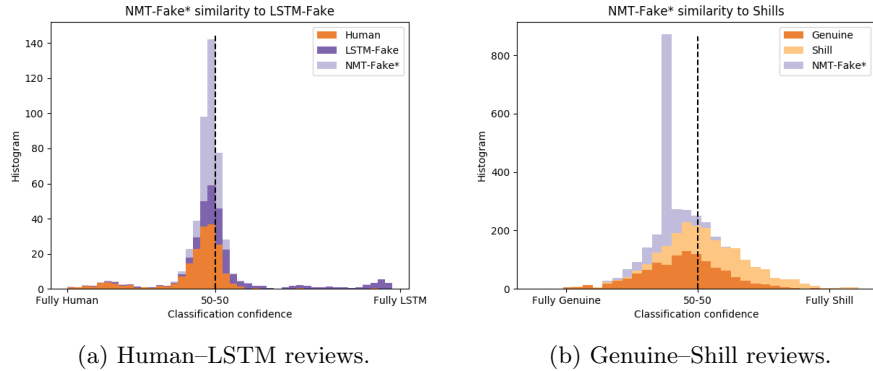 NMT-Fake* similarity to LSTM-Fake
Human
LSTM-Fake
NMT-Fake*
Histogram
140
120
100
80
60
40
20
0
Fully Human
50-50
Fully LSTM
Classification confidence
(a) Human–LSTM reviews.
NMT-Fake* similarity to Shills
Genuine
Shill
NMT-Fake*
Histogram
800
600
400
200
0
Fully Genuine
50-50
Fully Shill
Classification confidence
(b) Genuine–Shill reviews.